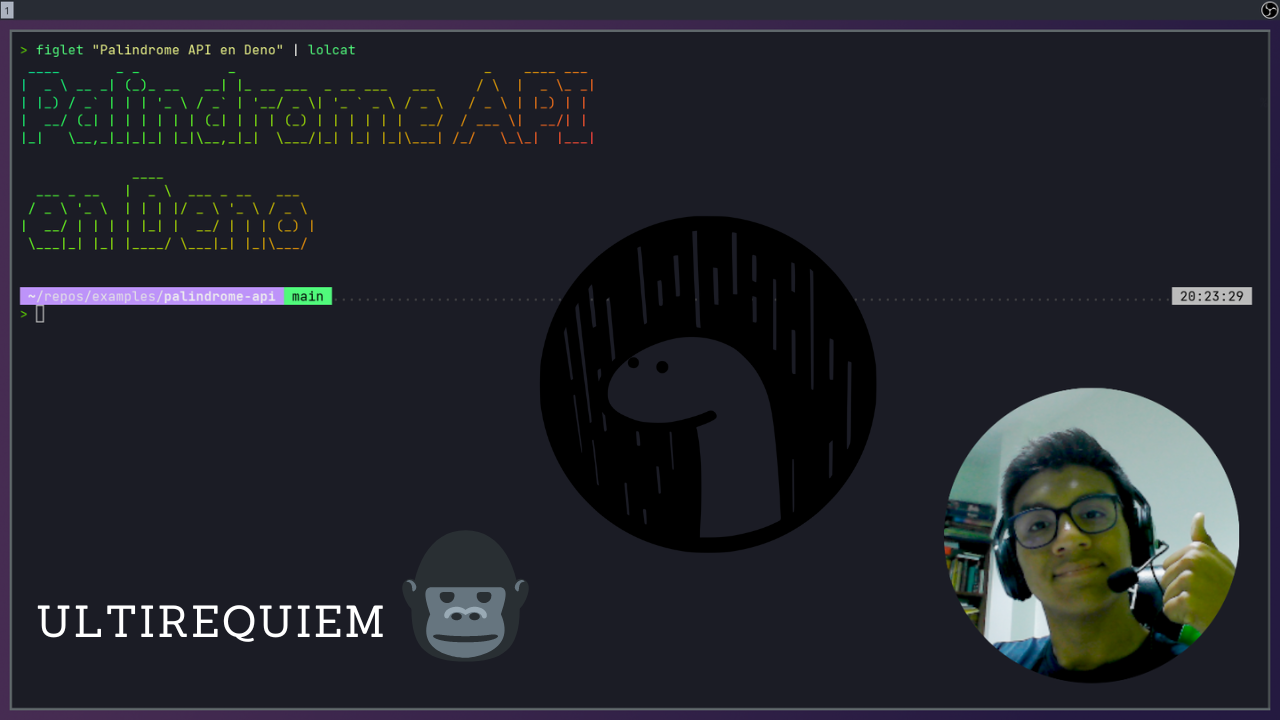 1
> figlet "Palindrome API en Deno" | lolcat
Palindrome API
en Deno
~/repos/examples/palindrome-api main 20:23:29
>
ULTIREQUIEM